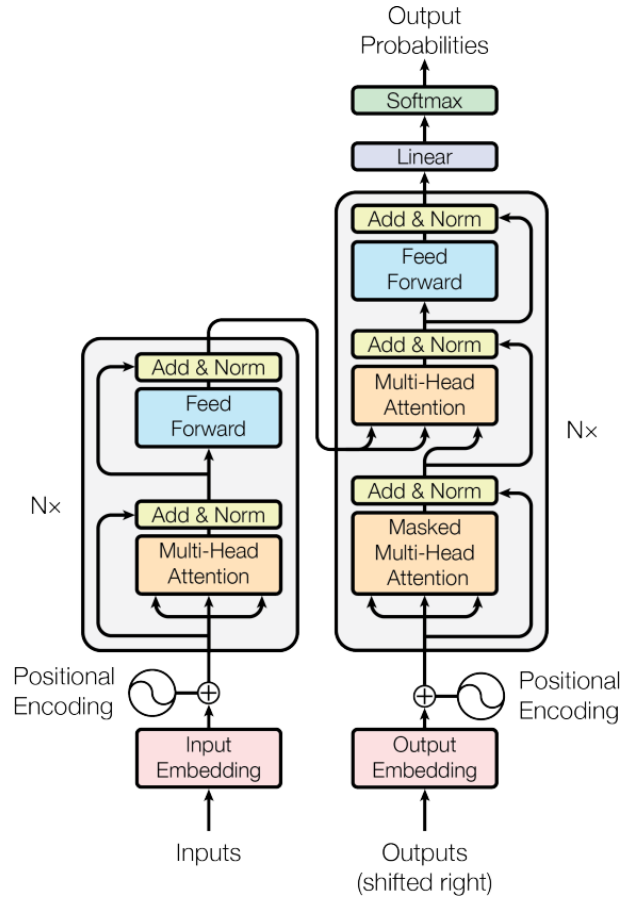 Output
Probabilities
Softmax
Linear
Add & Norm
Feed
Forward
Add & Norm
Multi-Head
Attention
Add & Norm
Masked
Multi-Head
Attention
N×
Add & Norm
Feed
Forward
Add & Norm
Multi-Head
Attention
N×
Positional
Encoding
Positional
Encoding
Input
Embedding
Output
Embedding
Inputs
Outputs
(shifted right)